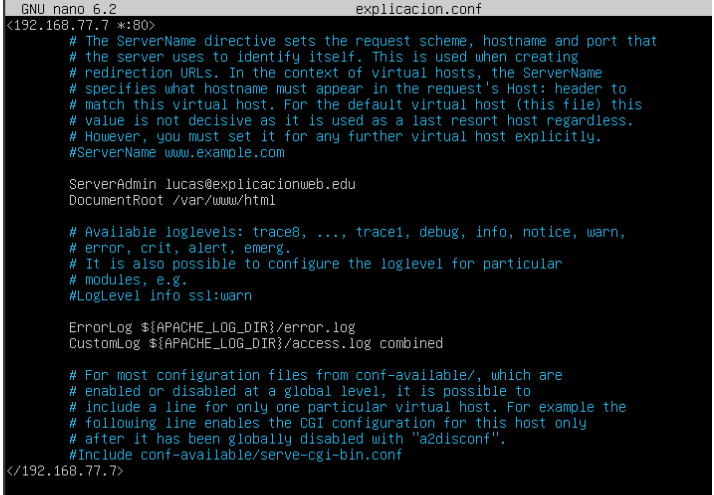 GNU nano 6.2 explicacion.conf
<192.168.77.7 *:80>
# The ServerName directive sets the request scheme, hostname and port that
# the server uses to identify itself. This is used when creating
# redirection URLs. In the context of virtual hosts, the ServerName
# specifies what hostname must appear in the request's Host: header to
# match this virtual host. For the default virtual host (this file) this
# value is not decisive as it is used as a last resort host regardless.
# However, you must set it for any further virtual host explicitly.
#ServerName www.example.com
ServerAdmin lucas@explicacionweb.edu
DocumentRoot /var/www/html
# Available loglevels: trace8, ..., trace1, debug, info, notice, warn,
# error, crit, alert, emerg.
# It is also possible to configure the loglevel for particular
# modules, e.g.
#LogLevel info ssl:warn
ErrorLog ${APACHE_LOG_DIR}/error.log
CustomLog ${APACHE_LOG_DIR}/access.log combined
# For most configuration files from conf-available/, which are
# enabled or disabled at a global level, it is possible to
# include a line for only one particular virtual host. For example the
# following line enables the CGI configuration for this host only
# after it has been globally disabled with "a2disconf".
#Include conf-available/serve-cgi-bin.conf
</192.168.77.7>